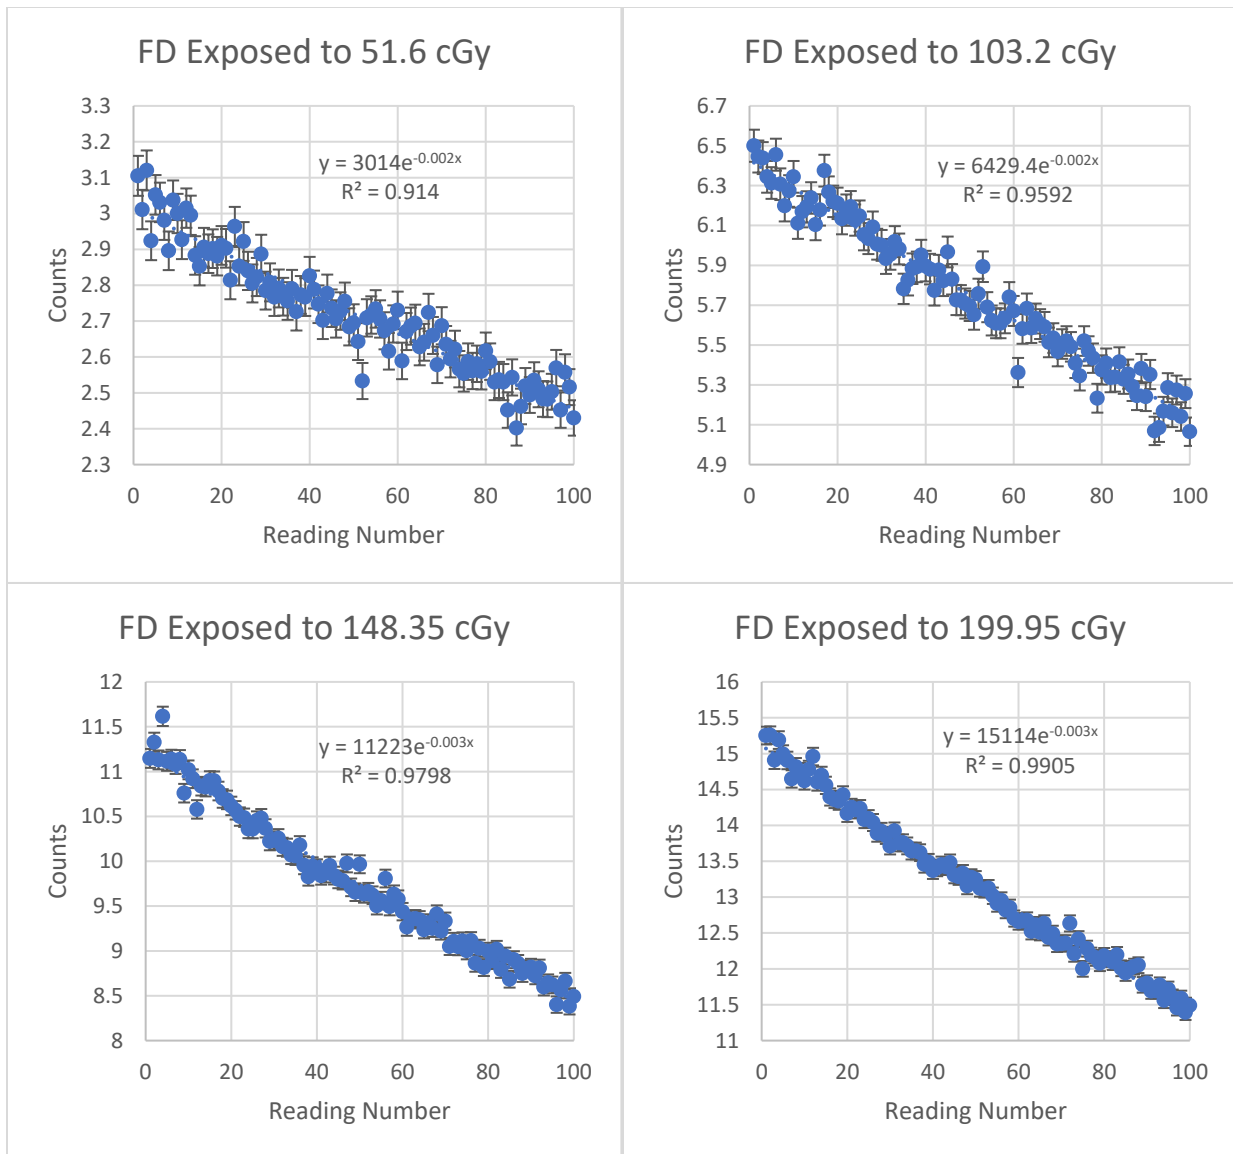 FD Exposed to 51.6 cGy
3.3
3.2
3.1
3
2.9
2.8
2.7
2.6
2.5
2.4
2.3
Counts
y = 3014e^-0.002x
R² = 0.914
0 20 40 60 80 100
Reading Number
FD Exposed to 103.2 cGy
6.7
6.5
6.3
6.1
5.9
5.7
5.5
5.3
5.1
4.9
Counts
y = 6429.4e^-0.002x
R² = 0.9592
0 20 40 60 80 100
Reading Number
FD Exposed to 148.35 cGy
12
11.5
11
10.5
10
9.5
9
8.5
8
Counts
y = 11223e^-0.003x
R² = 0.9798
0 20 40 60 80 100
Reading Number
FD Exposed to 199.95 cGy
16
15.5
15
14.5
14
13.5
13
12.5
12
11.5
11
Counts
y = 15114e^-0.003x
R² = 0.9905
0 20 40 60 80 100
Reading Number